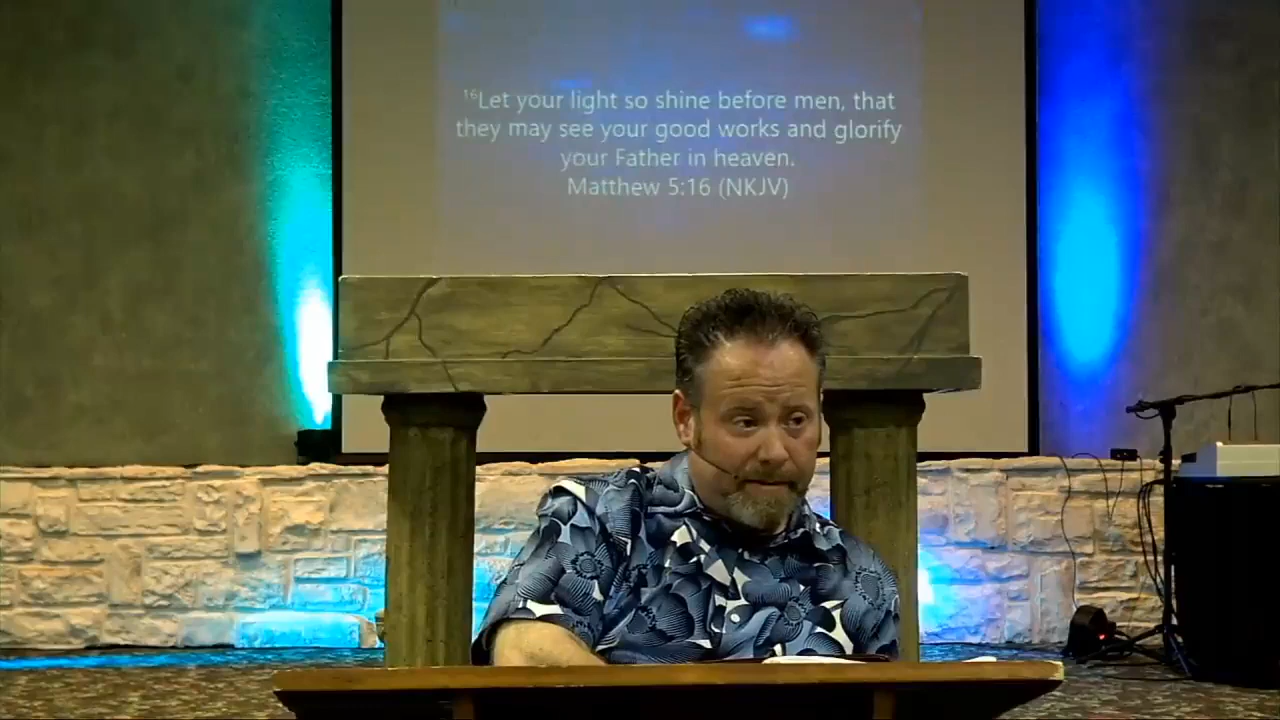 ¹⁶Let your light so shine before men, that
they may see your good works and glorify
your Father in heaven.
Matthew 5:16 (NKJV)